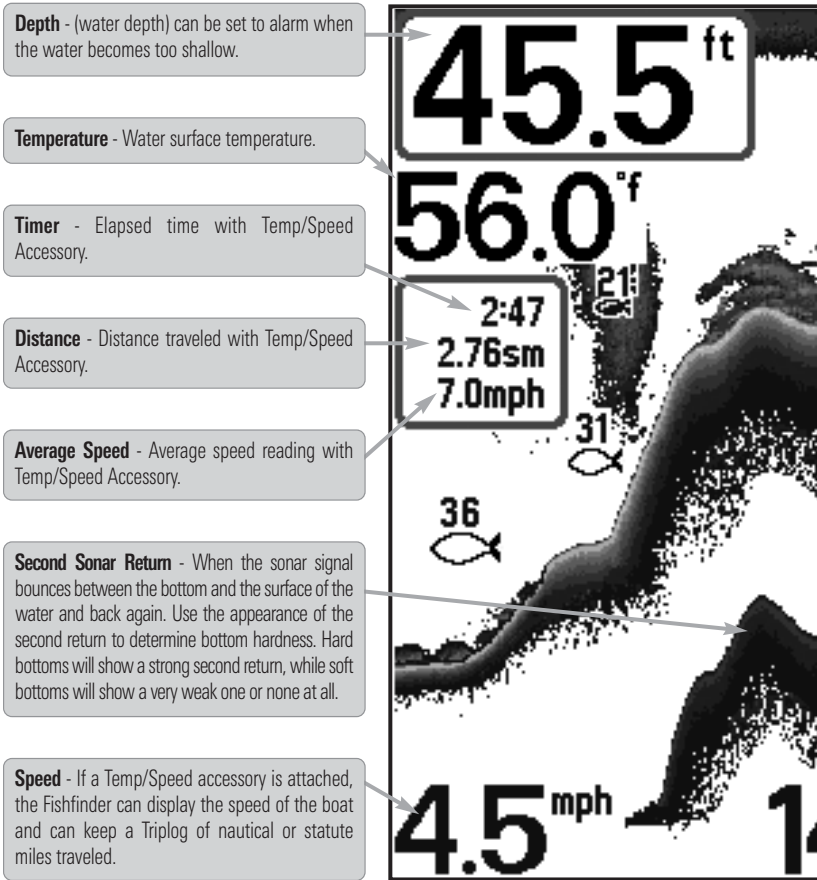 Depth - (water depth) can be set to alarm when
the water becomes too shallow.
Temperature - Water surface temperature.
Timer - Elapsed time with Temp/Speed
Accessory.
Distance - Distance traveled with Temp/Speed
Accessory.
Average Speed - Average speed reading with
Temp/Speed Accessory.
Second Sonar Return - When the sonar signal
bounces between the bottom and the surface of the
water and back again. Use the appearance of the
second return to determine bottom hardness. Hard
bottoms will show a strong second return, while soft
bottoms will show a very weak one or none at all.
Speed - If a Temp/Speed accessory is attached,
the Fishfinder can display the speed of the boat
and can keep a Triplog of nautical or statute
miles traveled.
45.5 ft
56.0 °f
21
2:47
2.76sm
7.0mph
31
36
4.5 mph